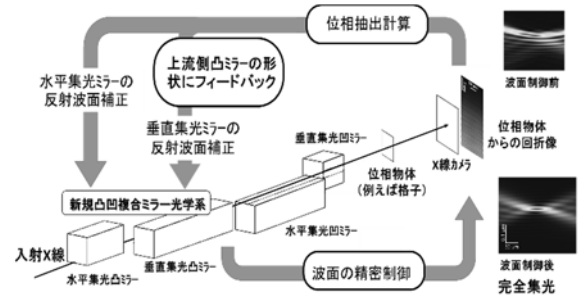 位相抽出計算
上流側凸ミラーの形
状にフィードバック
水平集光ミラーの
反射波面補正
垂直集光ミラーの
反射波面補正
垂直集光凹ミラー
波面制御前
位相物体
からの回折像
X線カメラ
位相物体
(例えば格子)
新規凸凹複合ミラー光学系
入射X線
水平集光凸ミラー
垂直集光凸ミラー
水平集光凹ミラー
波面の精密制御
波面制御後
完全集光